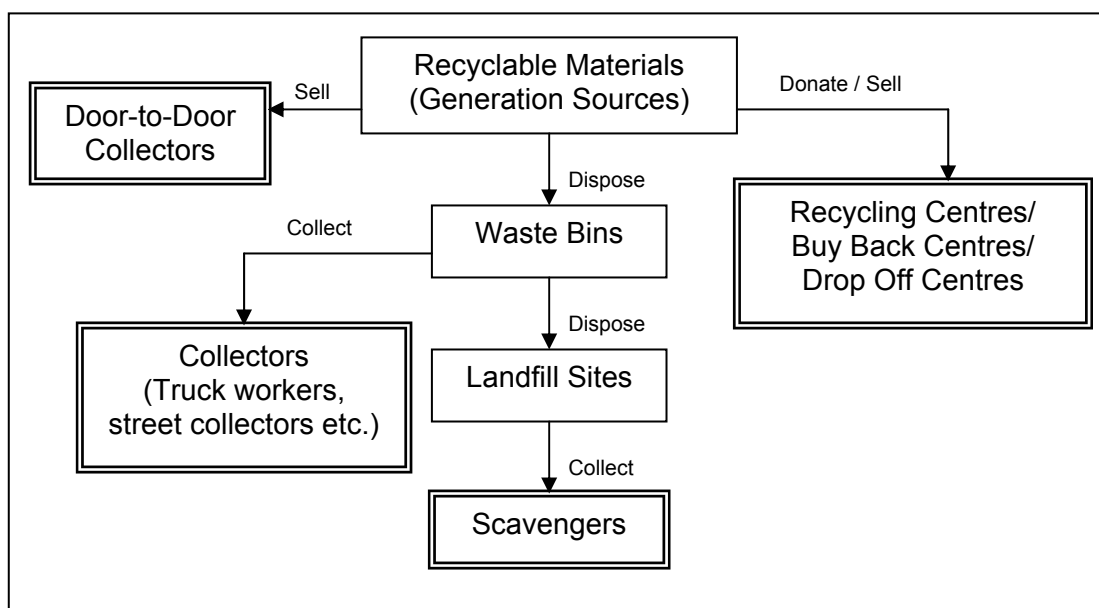 Recyclable Materials
(Generation Sources)
Sell
Donate / Sell
Door-to-Door
Collectors
Dispose
Recycling Centres/
Buy Back Centres/
Drop Off Centres
Waste Bins
Collect
Dispose
Collectors
(Truck workers,
street collectors etc.)
Landfill Sites
Collect
Scavengers